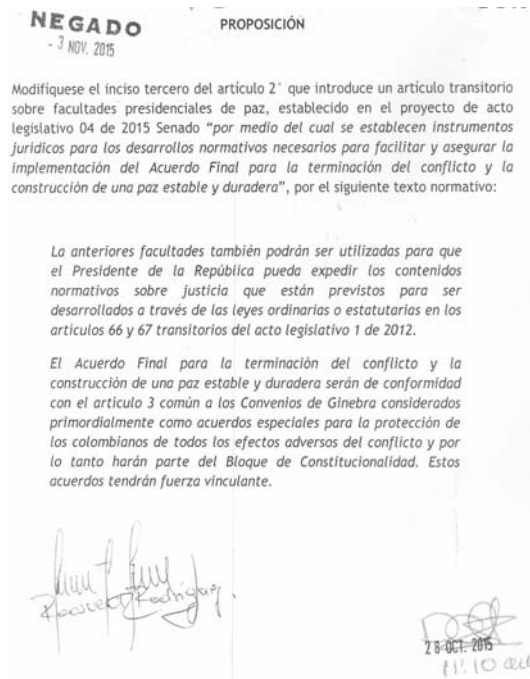 NEGADO
- 3 NOV. 2015
PROPOSICIÓN
Modifíquese el inciso tercero del artículo 2° que introduce un artículo transitorio
sobre facultades presidenciales de paz, establecido en el proyecto de acto
legislativo 04 de 2015 Senado "por medio del cual se establecen instrumentos
jurídicos para los desarrollos normativos necesarios para facilitar y asegurar la
implementación del Acuerdo Final para la terminación del conflicto y la
construcción de una paz estable y duradera", por el siguiente texto normativo:
La anteriores facultades también podrán ser utilizadas para que
el Presidente de la República pueda expedir los contenidos
normativos sobre justicia que están previstos para ser
desarrollados a través de las leyes ordinarias o estatutarias en los
artículos 66 y 67 transitorios del acto legislativo 1 de 2012.
El Acuerdo Final para la terminación del conflicto y la
construcción de una paz estable y duradera serán de conformidad
con el artículo 3 común a los Convenios de Ginebra considerados
primordialmente como acuerdos especiales para la protección de
los colombianos de todos los efectos adversos del conflicto y por
lo tanto harán parte del Bloque de Constitucionalidad. Estos
acuerdos tendrán fuerza vinculante.
Rodríguez.
28 OCT. 2015
11:10